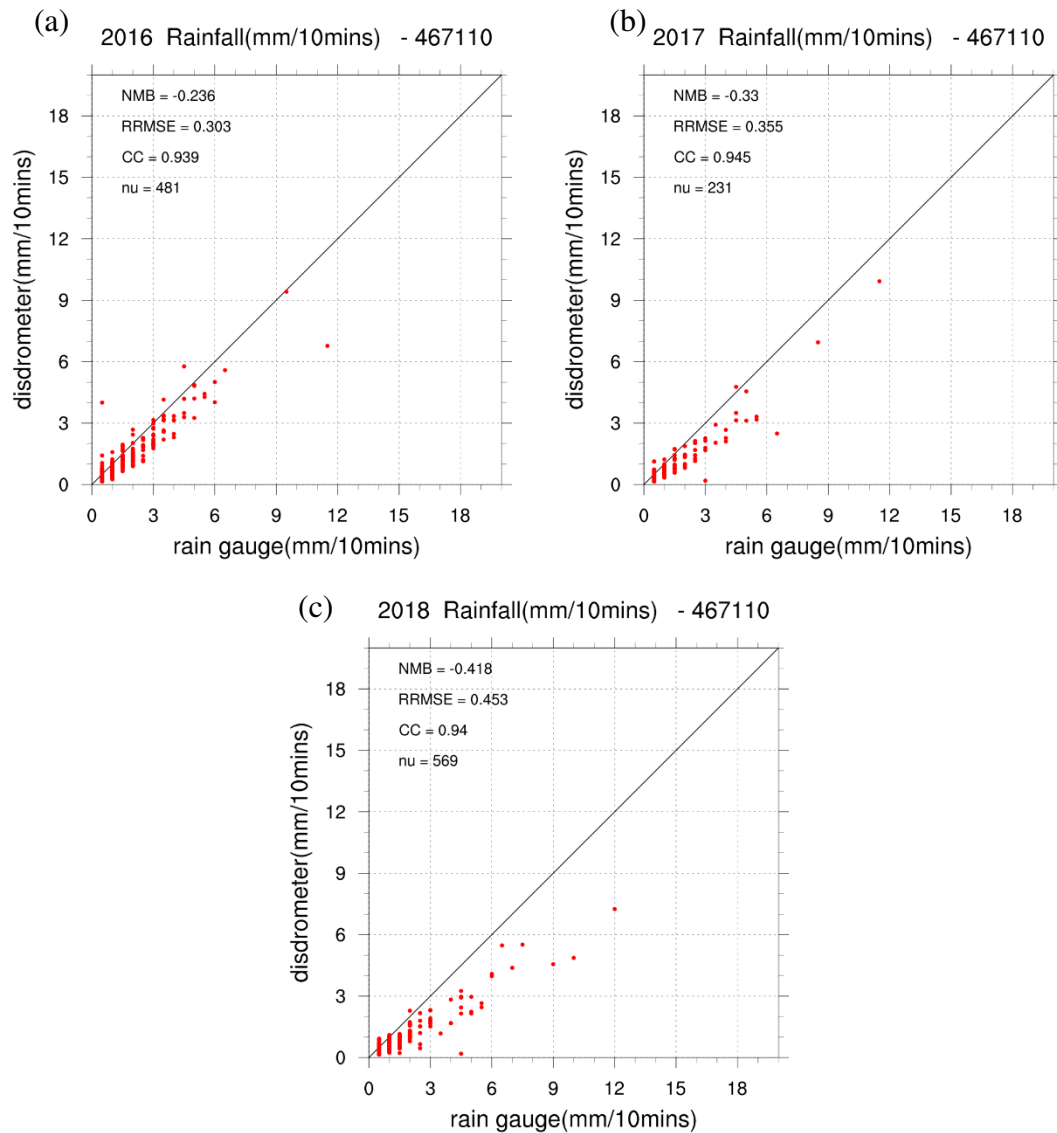 (a)
2016 Rainfall(mm/10mins) - 467110
NMB = -0.236
RRMSE = 0.303
CC = 0.939
nu = 481
disdrometer(mm/10mins)
18
15
12
9
6
3
0
0 3 6 9 12 15 18
rain gauge(mm/10mins)
(b)
2017 Rainfall(mm/10mins) - 467110
NMB = -0.33
RRMSE = 0.355
CC = 0.945
nu = 231
disdrometer(mm/10mins)
18
15
12
9
6
3
0
0 3 6 9 12 15 18
rain gauge(mm/10mins)
(c)
2018 Rainfall(mm/10mins) - 467110
NMB = -0.418
RRMSE = 0.453
CC = 0.94
nu = 569
disdrometer(mm/10mins)
18
15
12
9
6
3
0
0 3 6 9 12 15 18
rain gauge(mm/10mins)